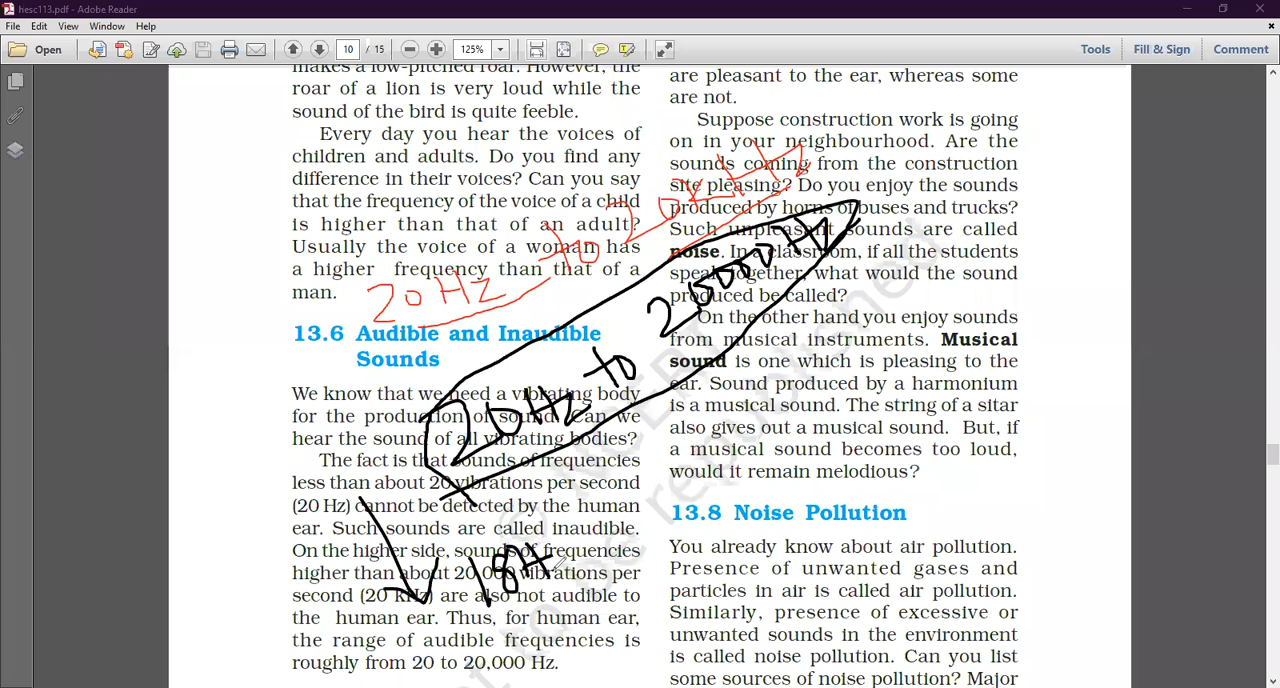 hesc113.pdf - Adobe Reader
File Edit View Window Help
Open 10 / 15 125% Tools Fill & Sign Comment
makes a low-pitched roar. However, the
roar of a lion is very loud while the
sound of the bird is quite feeble.
Every day you hear the voices of
children and adults. Do you find any
difference in their voices? Can you say
that the frequency of the voice of a child
is higher than that of an adult?
Usually the voice of a woman has
a higher frequency than that of a
man.
20Hz to 20kHz
13.6 Audible and Inaudible
Sounds
20Hz to 20000Hz
We know that we need a vibrating body
for the production of sound. Can we
hear the sound of all vibrating bodies?
The fact is that sounds of frequencies
less than about 20 vibrations per second
(20 Hz) cannot be detected by the human
ear. Such sounds are called inaudible.
On the higher side, sounds of frequencies
higher than about 20,000 vibrations per
second (20 kHz) are also not audible to
the human ear. Thus, for human ear,
the range of audible frequencies is
roughly from 20 to 20,000 Hz.
18H
are pleasant to the ear, whereas some
are not.
Suppose construction work is going
on in your neighbourhood. Are the
sounds coming from the construction
site pleasing? Do you enjoy the sounds
produced by horns of buses and trucks?
Such unpleasant sounds are called
noise. In a classroom, if all the students
speak together, what would the sound
produced be called?
On the other hand you enjoy sounds
from musical instruments. Musical
sound is one which is pleasing to the
ear. Sound produced by a harmonium
is a musical sound. The string of a sitar
also gives out a musical sound. But, if
a musical sound becomes too loud,
would it remain melodious?
13.8 Noise Pollution
You already know about air pollution.
Presence of unwanted gases and
particles in air is called air pollution.
Similarly, presence of excessive or
unwanted sounds in the environment
is called noise pollution. Can you list
some sources of noise pollution? Major